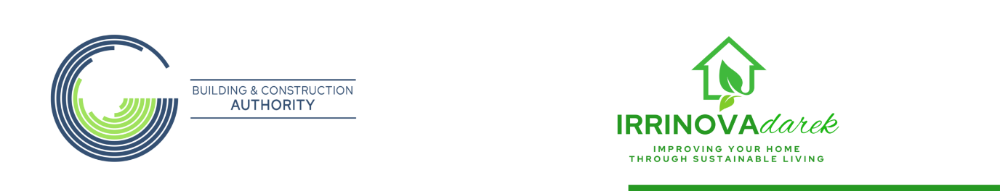 BUILDING & CONSTRUCTION
AUTHORITY
IRRINOVAdarek
IMPROVING YOUR HOME
THROUGH SUSTAINABLE LIVING